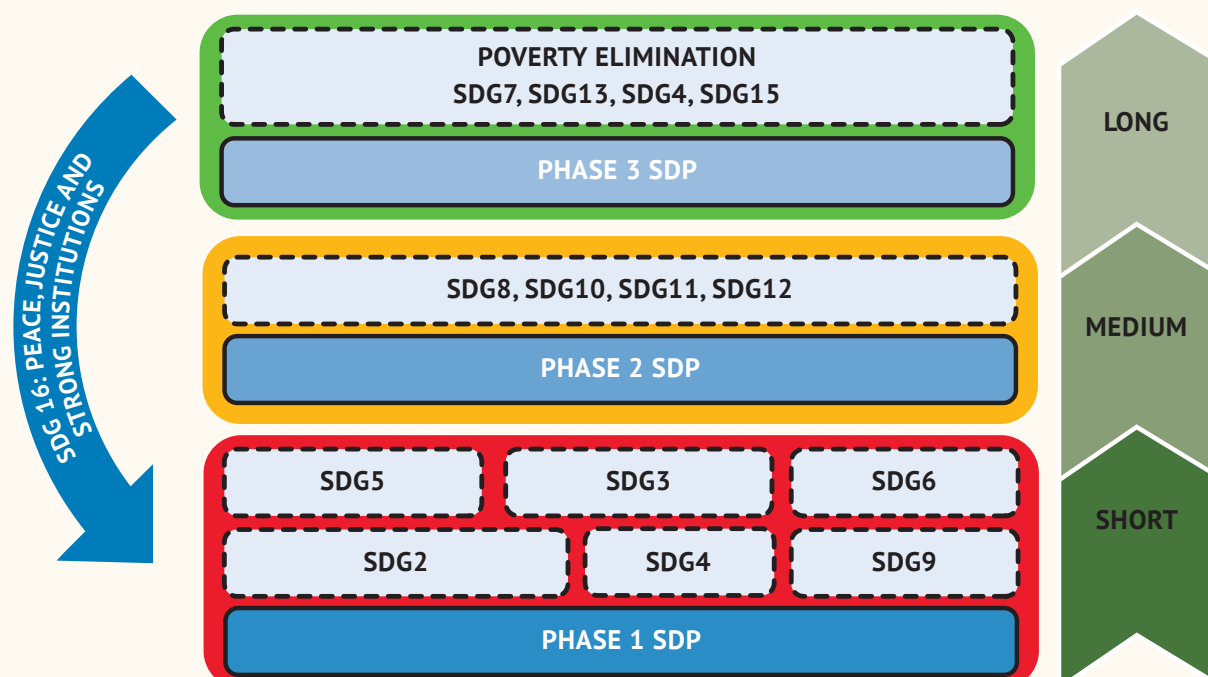 POVERTY ELIMINATION
SDG7, SDG13, SDG4, SDG15
PHASE 3 SDP
LONG
SDG 16: PEACE, JUSTICE AND
STRONG INSTITUTIONS
SDG8, SDG10, SDG11, SDG12
PHASE 2 SDP
MEDIUM
SDG5
SDG3
SDG6
SHORT
SDG2
SDG4
SDG9
PHASE 1 SDP